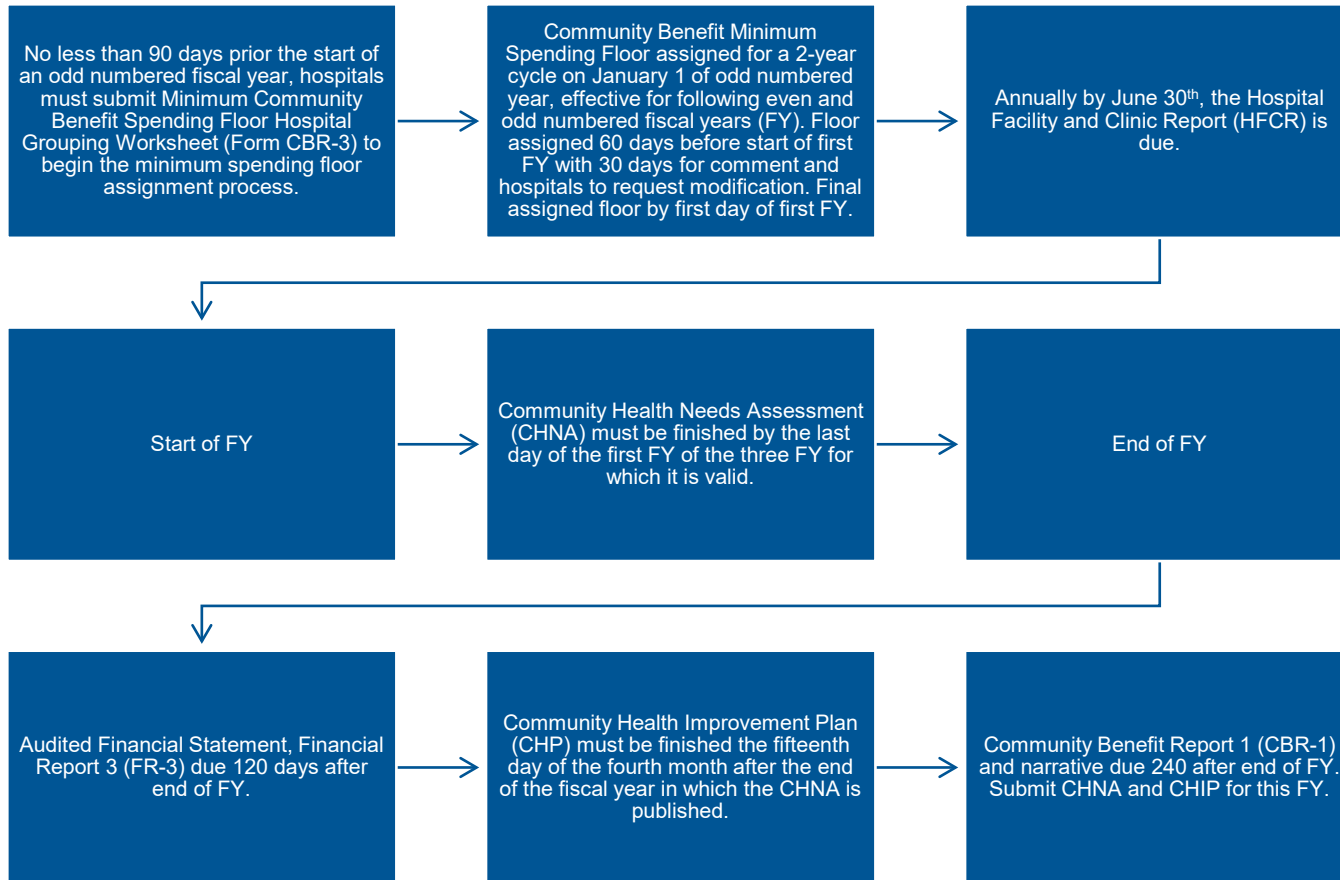 No less than 90 days prior the start of
an odd numbered fiscal year, hospitals
must submit Minimum Community
Benefit Spending Floor Hospital
Grouping Worksheet (Form CBR-3) to
begin the minimum spending floor
assignment process.
Community Benefit Minimum
Spending Floor assigned for a 2-year
cycle on January 1 of odd numbered
year, effective for following even and
odd numbered fiscal years (FY). Floor
assigned 60 days before start of first
FY with 30 days for comment and
hospitals to request modification. Final
assigned floor by first day of first FY.
Annually by June 30th, the Hospital
Facility and Clinic Report (HFCR) is
due.
Start of FY
Community Health Needs Assessment
(CHNA) must be finished by the last
day of the first FY of the three FY for
which it is valid.
End of FY
Audited Financial Statement, Financial
Report 3 (FR-3) due 120 days after
end of FY.
Community Health Improvement Plan
(CHP) must be finished the fifteenth
day of the fourth month after the end
of the fiscal year in which the CHNA is
published.
Community Benefit Report 1 (CBR-1)
and narrative due 240 after end of FY.
Submit CHNA and CHIP for this FY.